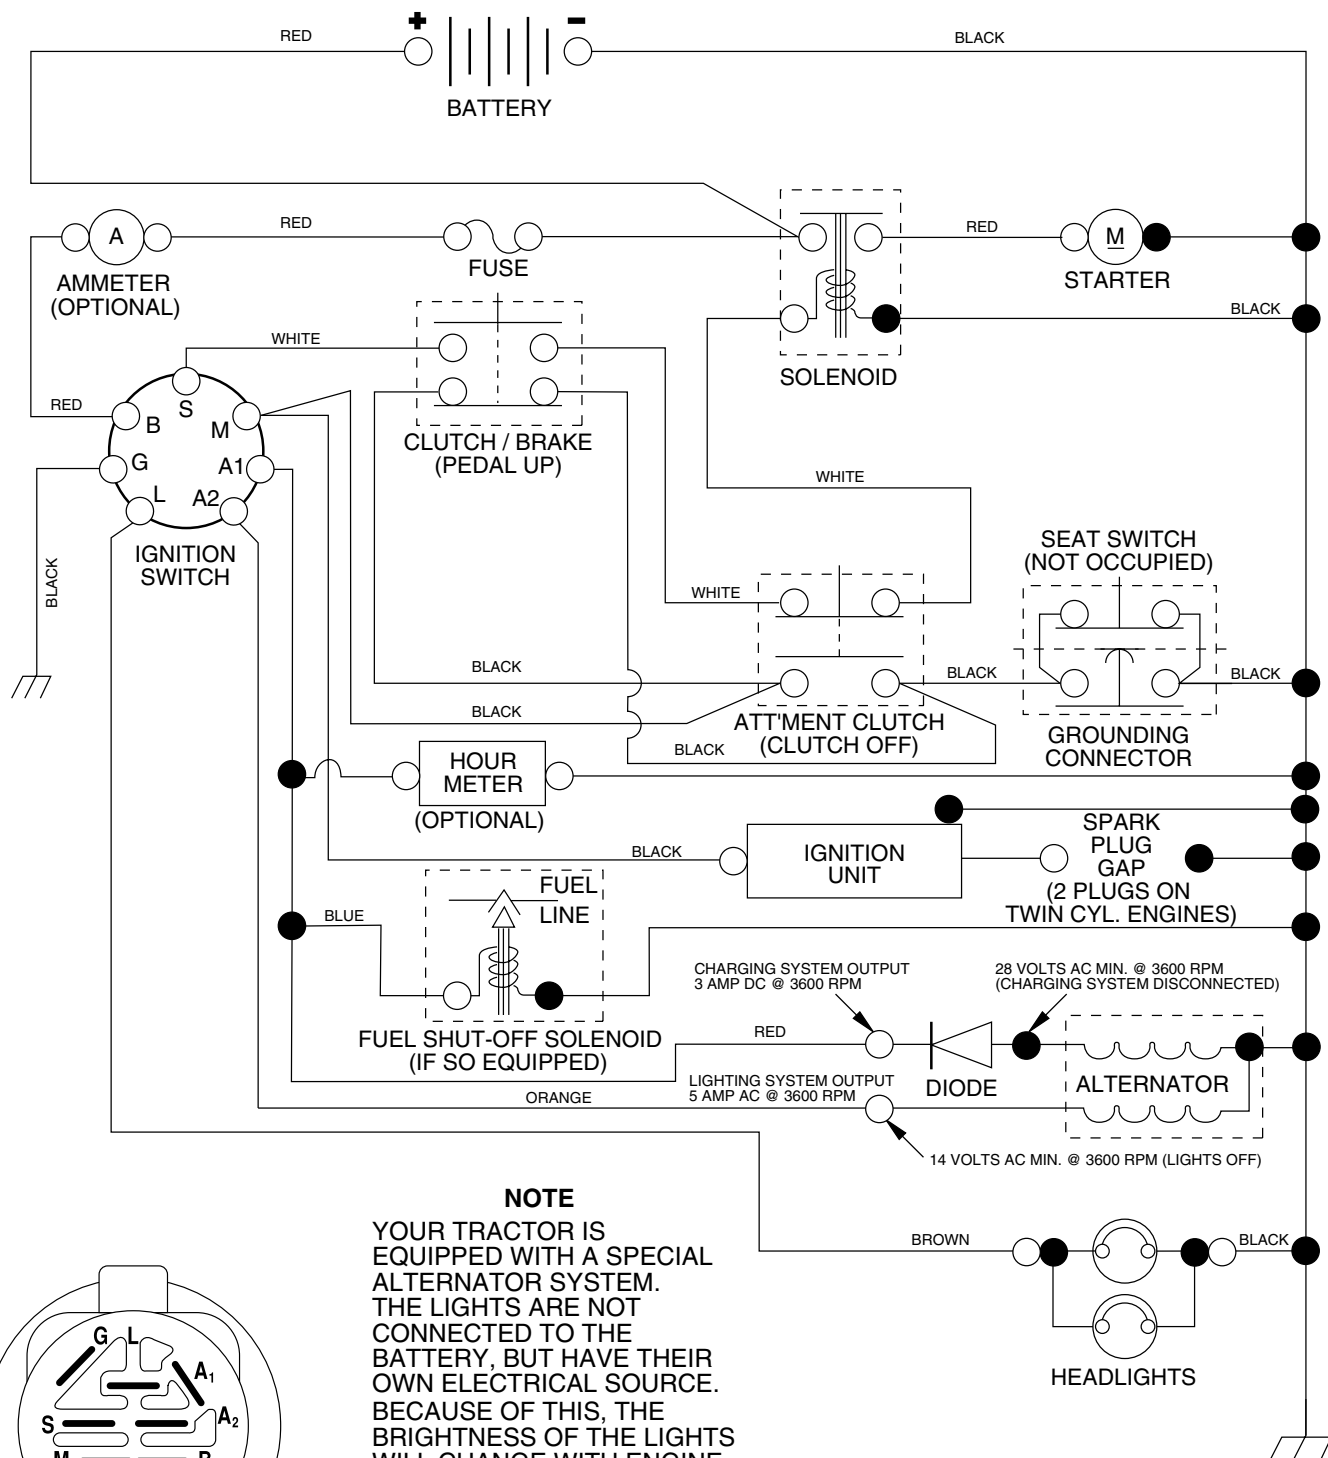 + -
RED
BLACK
BATTERY
A
RED
RED
M
FUSE
STARTER
AMMETER
(OPTIONAL)
BLACK
WHITE
SOLENOID
RED
S
B
M
CLUTCH / BRAKE
(PEDAL UP)
G
A1
L
A2
WHITE
IGNITION
SWITCH
BLACK
SEAT SWITCH
(NOT OCCUPIED)
WHITE
BLACK
BLACK
BLACK
BLACK
ATT'MENT CLUTCH
(CLUTCH OFF)
BLACK
GROUNDING
CONNECTOR
HOUR
METER
(OPTIONAL)
BLACK
IGNITION
UNIT
SPARK
PLUG
GAP
(2 PLUGS ON
TWIN CYL. ENGINES)
FUEL
LINE
BLUE
CHARGING SYSTEM OUTPUT
3 AMP DC @ 3600 RPM
28 VOLTS AC MIN. @ 3600 RPM
(CHARGING SYSTEM DISCONNECTED)
FUEL SHUT-OFF SOLENOID
(IF SO EQUIPPED)
RED
LIGHTING SYSTEM OUTPUT
5 AMP AC @ 3600 RPM
DIODE
ALTERNATOR
ORANGE
14 VOLTS AC MIN. @ 3600 RPM (LIGHTS OFF)
BROWN
BLACK
HEADLIGHTS
NOTE
YOUR TRACTOR IS
EQUIPPED WITH A SPECIAL
ALTERNATOR SYSTEM.
THE LIGHTS ARE NOT
CONNECTED TO THE
BATTERY, BUT HAVE THEIR
OWN ELECTRICAL SOURCE.
BECAUSE OF THIS, THE
BRIGHTNESS OF THE LIGHTS
WILL CHANGE WITH ENGINE
G L
A1
S
A2
M
B